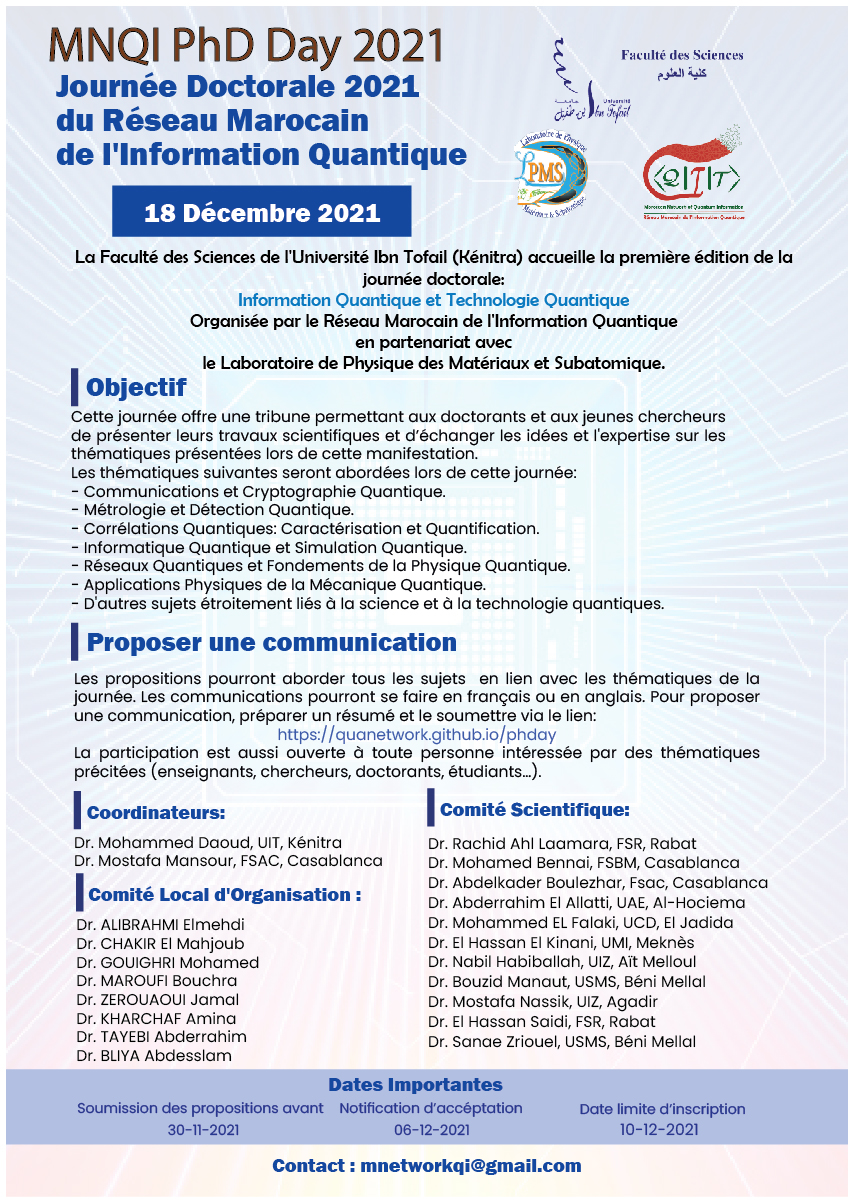 MNQI PhD Day 2021
Journée Doctorale 2021
du Réseau Marocain
de l'Information Quantique
18 Décembre 2021
Faculté des Sciences
كلية العلوم
Université
جامعة
Ibn Tofail
ابن طفيل
Laboratoire de Physique
LPMS
Matériaux & Subatomique
⟨Q|I|T⟩
Moroccan Network of Quantum Information
Réseau Marocain de l'Information Quantique
La Faculté des Sciences de l'Université Ibn Tofail (Kénitra) accueille la première édition de la
journée doctorale:
Information Quantique et Technologie Quantique
Organisée par le Réseau Marocain de l'Information Quantique
en partenariat avec
le Laboratoire de Physique des Matériaux et Subatomique.
Objectif
Cette journée offre une tribune permettant aux doctorants et aux jeunes chercheurs
de présenter leurs travaux scientifiques et d’échanger les idées et l'expertise sur les
thématiques présentées lors de cette manifestation.
Les thématiques suivantes seront abordées lors de cette journée:
- Communications et Cryptographie Quantique.
- Métrologie et Détection Quantique.
- Corrélations Quantiques: Caractérisation et Quantification.
- Informatique Quantique et Simulation Quantique.
- Réseaux Quantiques et Fondements de la Physique Quantique.
- Applications Physiques de la Mécanique Quantique.
- D'autres sujets étroitement liés à la science et à la technologie quantiques.
Proposer une communication
Les propositions pourront aborder tous les sujets en lien avec les thématiques de la
journée. Les communications pourront se faire en français ou en anglais. Pour proposer
une communication, préparer un résumé et le soumettre via le lien:
https://quanetwork.github.io/phday
La participation est aussi ouverte à toute personne intéressée par des thématiques
précitées (enseignants, chercheurs, doctorants, étudiants...).
Coordinateurs:
Dr. Mohammed Daoud, UIT, Kénitra
Dr. Mostafa Mansour, FSAC, Casablanca
Comité Local d'Organisation :
Dr. ALIBRAHMI Elmehdi
Dr. CHAKIR El Mahjoub
Dr. GOUIGHRI Mohamed
Dr. MAROUFI Bouchra
Dr. ZEROUAOUI Jamal
Dr. KHARCHAF Amina
Dr. TAYEBI Abderrahim
Dr. BLIYA Abdesslam
Comité Scientifique:
Dr. Rachid Ahl Laamara, FSR, Rabat
Dr. Mohamed Bennai, FSBM, Casablanca
Dr. Abdelkader Boulezhar, Fsac, Casablanca
Dr. Abderrahim El Allati, UAE, Al-Hociema
Dr. Mohammed EL Falaki, UCD, El Jadida
Dr. El Hassan El Kinani, UMI, Meknès
Dr. Nabil Habiballah, UIZ, Aït Melloul
Dr. Bouzid Manaut, USMS, Béni Mellal
Dr. Mostafa Nassik, UIZ, Agadir
Dr. El Hassan Saidi, FSR, Rabat
Dr. Sanae Zriouel, USMS, Béni Mellal
Dates Importantes
Soumission des propositions avant
30-11-2021
Notification d’accéptation
06-12-2021
Date limite d’inscription
10-12-2021
Contact : mnetworkqi@gmail.com